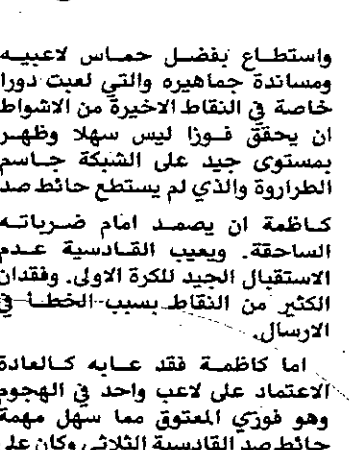 واستطاع بفضل حماس لاعبيه
ومساندة جماهيره والتي لعبت دورا
خاصة في النقاط الاخيرة من الاشواط
ان يحقق فوزا ليس سهلا وظهر
بمستوى جيد على الشبكة جاسم
الطراروة والذي لم يستطع حائط صد
كاظمة ان يصمد امام ضرباته
الساحقة. ويعيب القادسية عدم
الاستقبال الجيد للكرة الاولى. وفقدان
الكثير من النقاط بسبب الخطا في
الارسال.
اما كاظمة فقد عابه كالعادة
الاعتماد على لاعب واحد في الهجوم
وهو فوزي المعتوق مما سهل مهمة
حائط صد القادسية الثلاثي وكان على